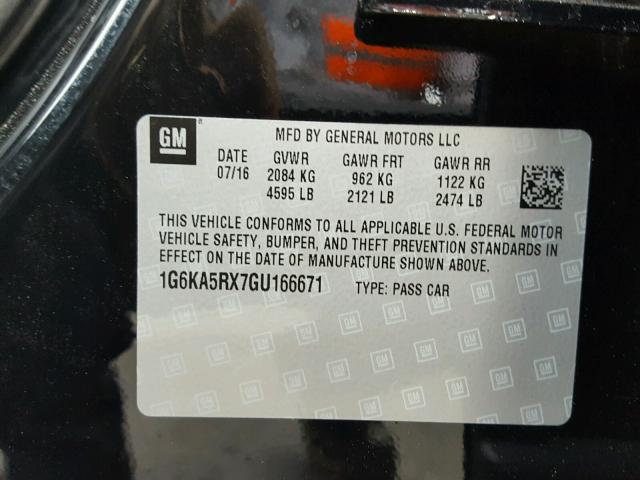 GM ®
MFD BY GENERAL MOTORS LLC
DATE GVWR GAWR FRT GAWR RR
07/16 2084 KG 962 KG 1122 KG
4595 LB 2121 LB 2474 LB
THIS VEHICLE CONFORMS TO ALL APPLICABLE U.S. FEDERAL MOTOR
VEHICLE SAFETY, BUMPER, AND THEFT PREVENTION STANDARDS IN
EFFECT ON THE DATE OF MANUFACTURE SHOWN ABOVE.
1G6KA5RX7GU166671 TYPE: PASS CAR